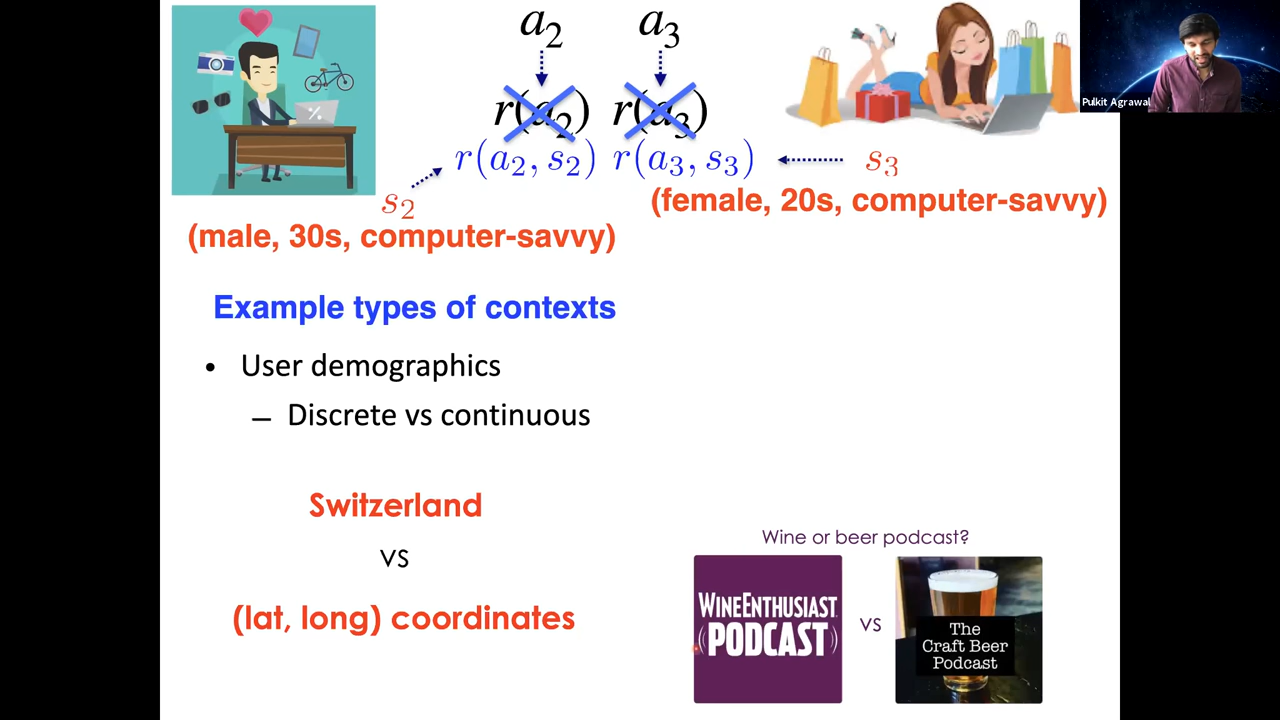 a₂ a₃
r(a₂) r(a₃)
r(a₂, s₂) r(a₃, s₃)
s₃
s₂
(female, 20s, computer-savvy)
(male, 30s, computer-savvy)
%
Pulkit Agrawal
Example types of contexts
• User demographics
– Discrete vs continuous
Switzerland
vs
(lat, long) coordinates
Wine or beer podcast?
WINEENTHUSIAST
PODCAST
vs
The
Craft Beer
Podcast